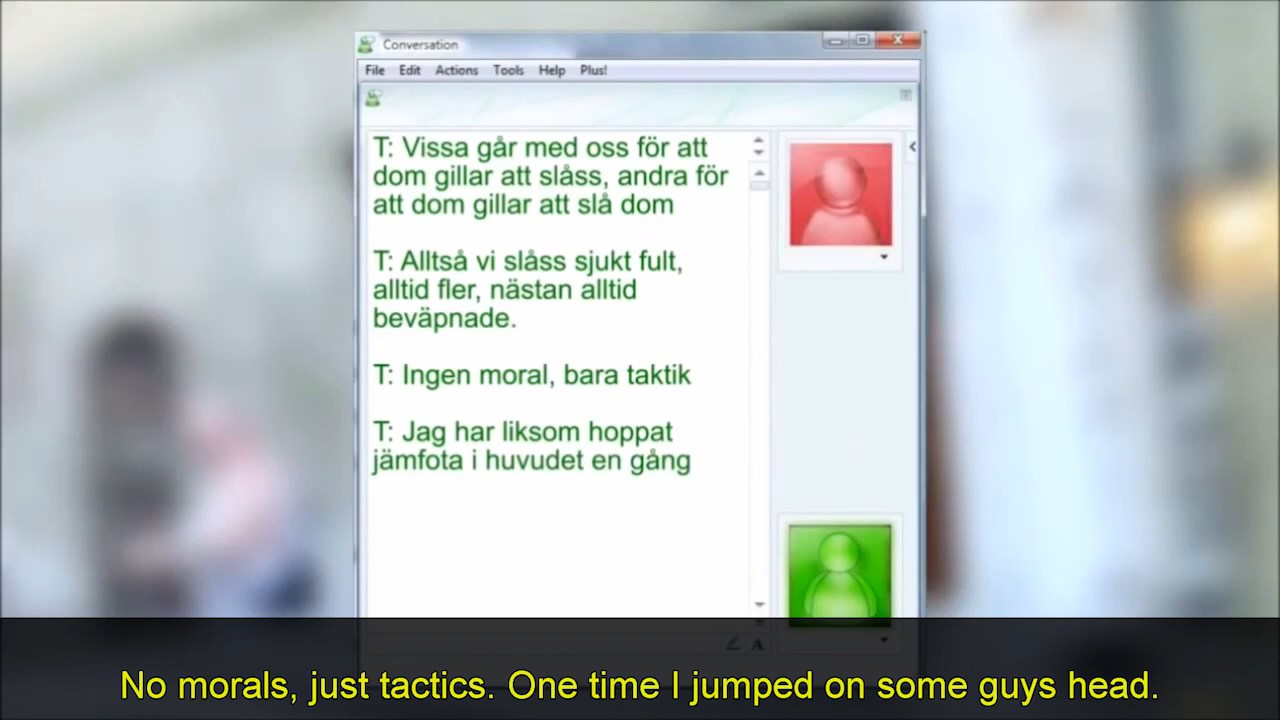 Conversation
File Edit Actions Tools Help Plus!
T: Vissa går med oss för att
dom gillar att slåss, andra för
att dom gillar att slå dom
T: Alltså vi slåss sjukt fult,
alltid fler, nästan alltid
beväpnade.
T: Ingen moral, bara taktik
T: Jag har liksom hoppat
jämfota i huvudet en gång
A
No morals, just tactics. One time I jumped on some guys head.